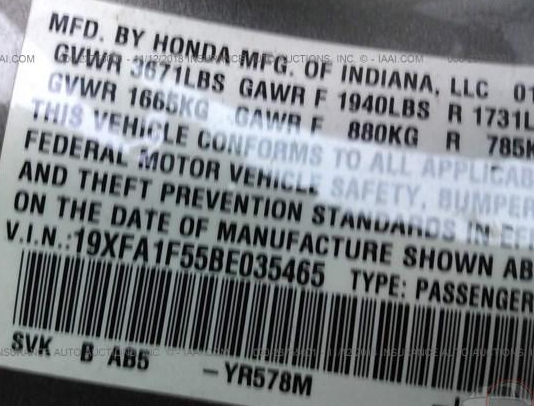 MFD. BY HONDA MFG. OF INDIANA, LLC 01
GVWR 3671LBS GAWR F 1940LBS R 1731L
GVWR 1665KG GAWR F 880KG R 785K
THIS VEHICLE CONFORMS TO ALL APPLICAB
FEDERAL MOTOR VEHICLE SAFETY, BUMPER
AND THEFT PREVENTION STANDARDS IN EFF
ON THE DATE OF MANUFACTURE SHOWN AB
V.I.N.:19XFA1F55BE035465 TYPE: PASSENGER
SVK B AB5 -YR578M